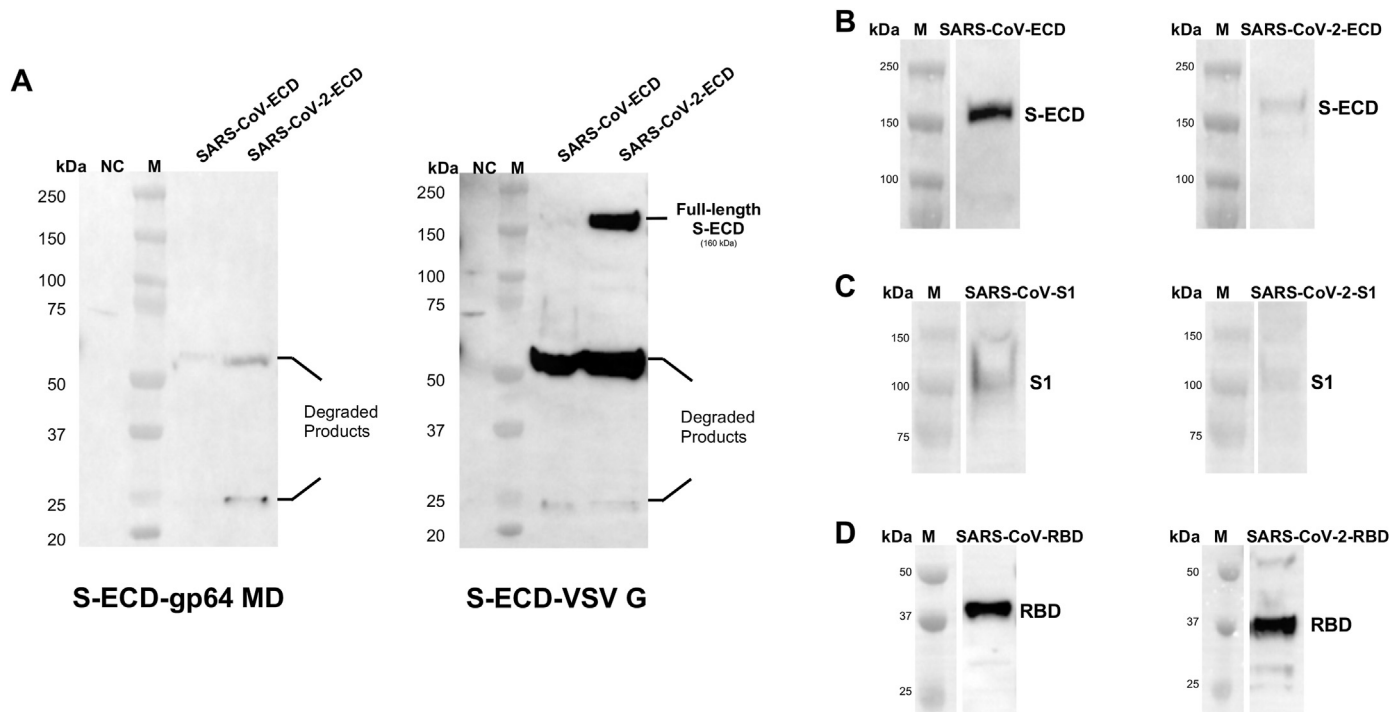 A
SARS-CoV-ECD
SARS-CoV-2-ECD
kDa NC M
250
150
100
75
50
37
25
20
Degraded
Products
S-ECD-gp64 MD
SARS-CoV-ECD
SARS-CoV-2-ECD
kDa NC M
250
150
100
75
50
37
25
20
Full-length
S-ECD
(160 kDa)
Degraded
Products
S-ECD-VSV G
B
kDa M SARS-CoV-ECD
250
150
100
S-ECD
kDa M SARS-CoV-2-ECD
250
150
100
S-ECD
C
kDa M SARS-CoV-S1
150
100
75
S1
kDa M SARS-CoV-2-S1
150
100
75
S1
D
kDa M SARS-CoV-RBD
50
37
25
RBD
kDa M SARS-CoV-2-RBD
50
37
25
RBD